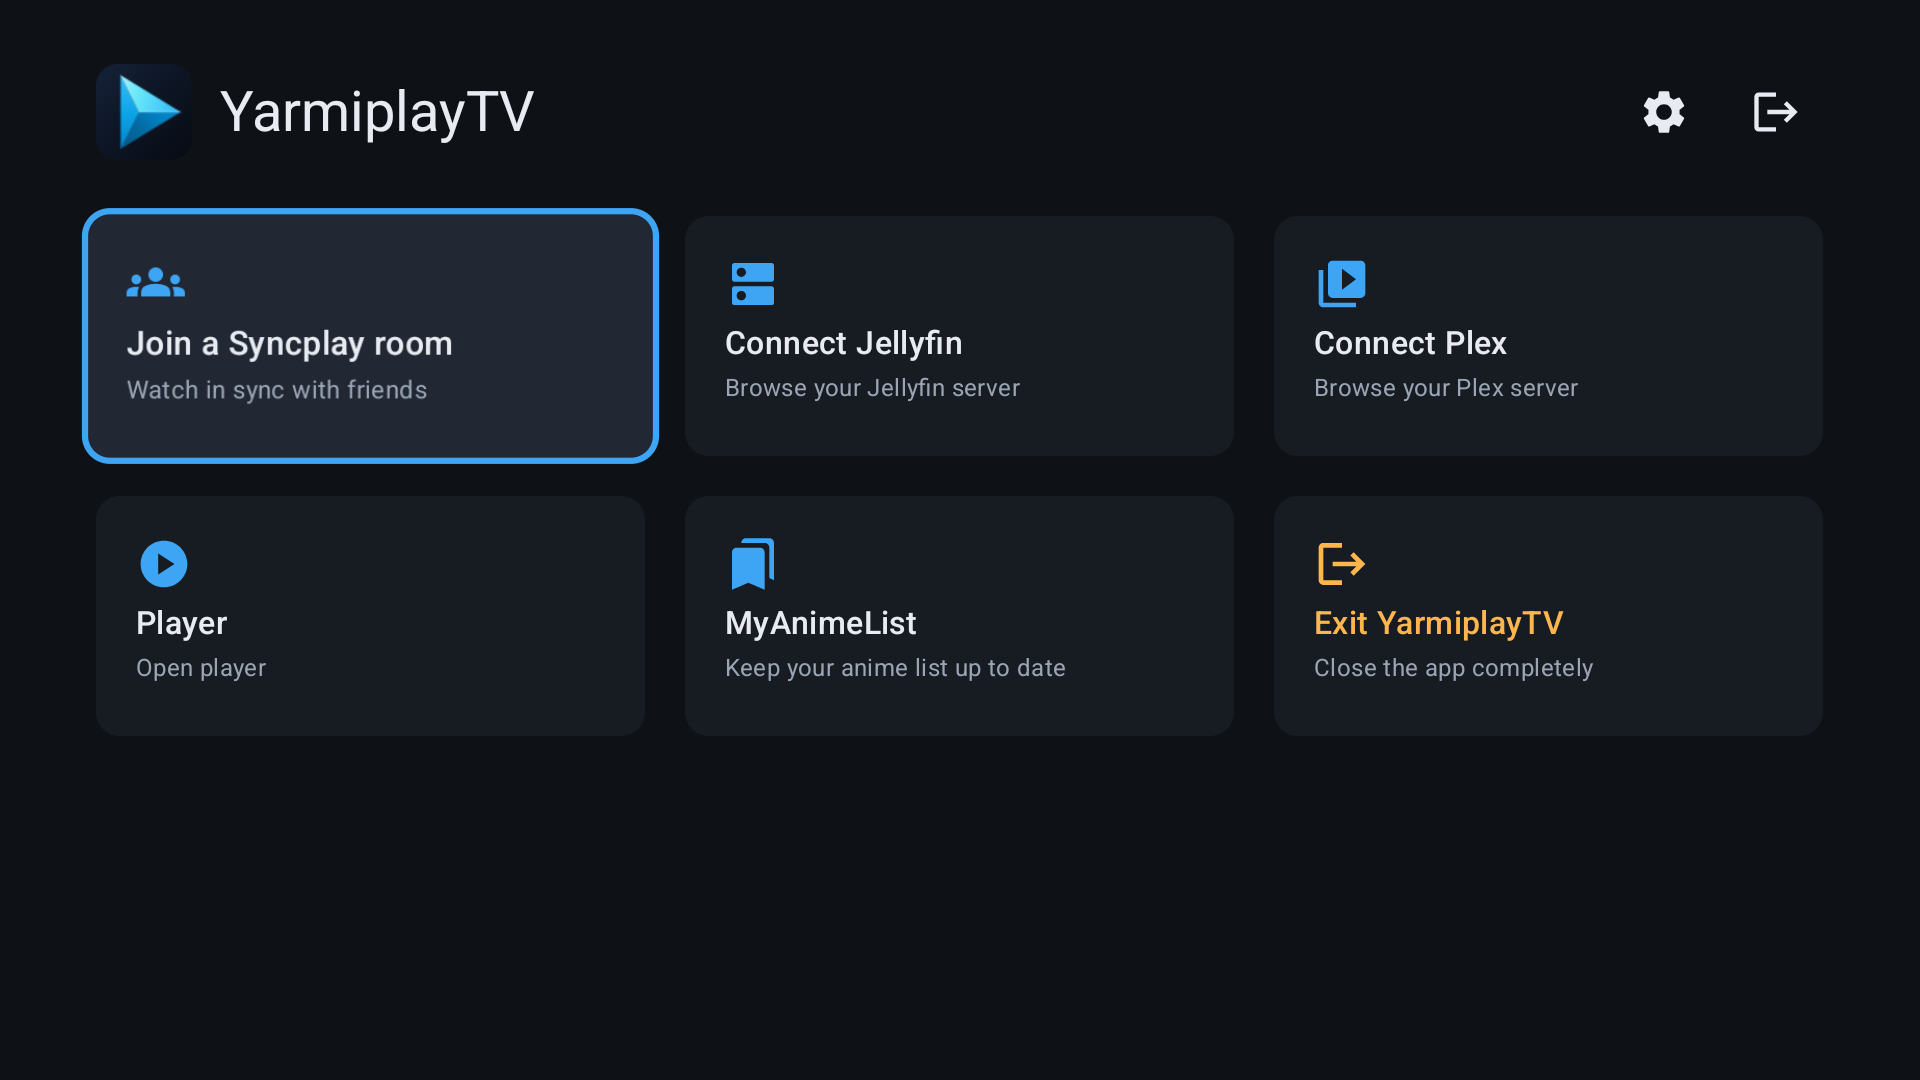 YarmiplayTV
Join a Syncplay room
Watch in sync with friends
Connect Jellyfin
Browse your Jellyfin server
Connect Plex
Browse your Plex server
Player
Open player
MyAnimeList
Keep your anime list up to date
Exit YarmiplayTV
Close the app completely